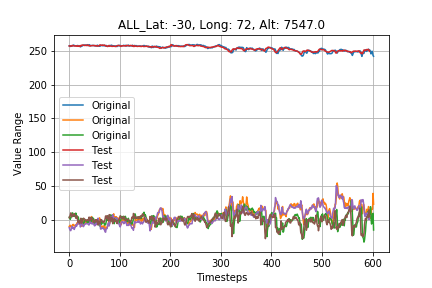 ALL_Lat: -30, Long: 72, Alt: 7547.0
250
200
150
100
50
0
Value Range
Original
Original
Original
Test
Test
Test
0 100 200 300 400 500 600
Timesteps